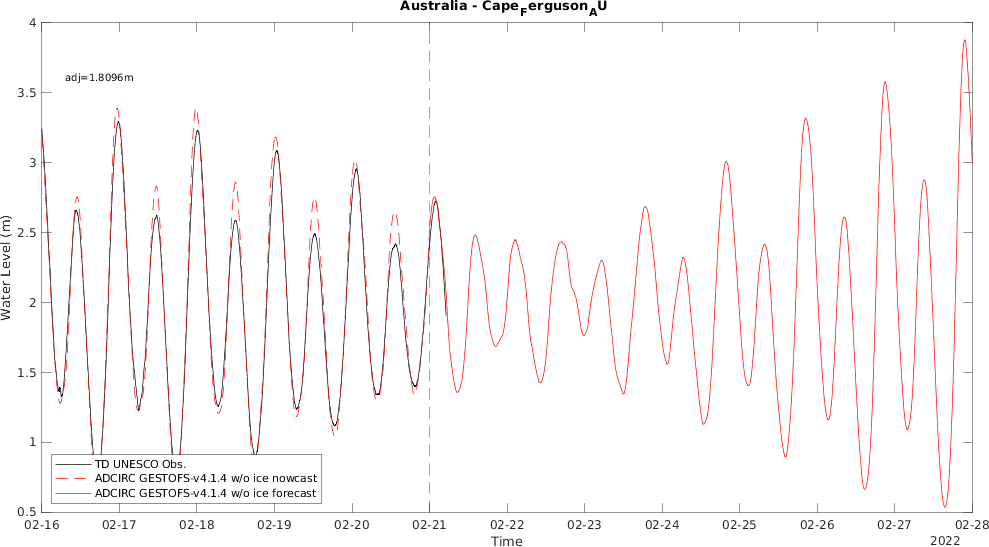 Australia - CapeFergusonAU
adj=1.8096m
4
3.5
3
2.5
2
1.5
1
0.5
Water Level (m)
TD UNESCO Obs.
ADCIRC GESTOFS-v4.1.4 w/o ice nowcast
ADCIRC GESTOFS-v4.1.4 w/o ice forecast
02-16 02-17 02-18 02-19 02-20 02-21 02-22 02-23 02-24 02-25 02-26 02-27 02-28
Time
2022